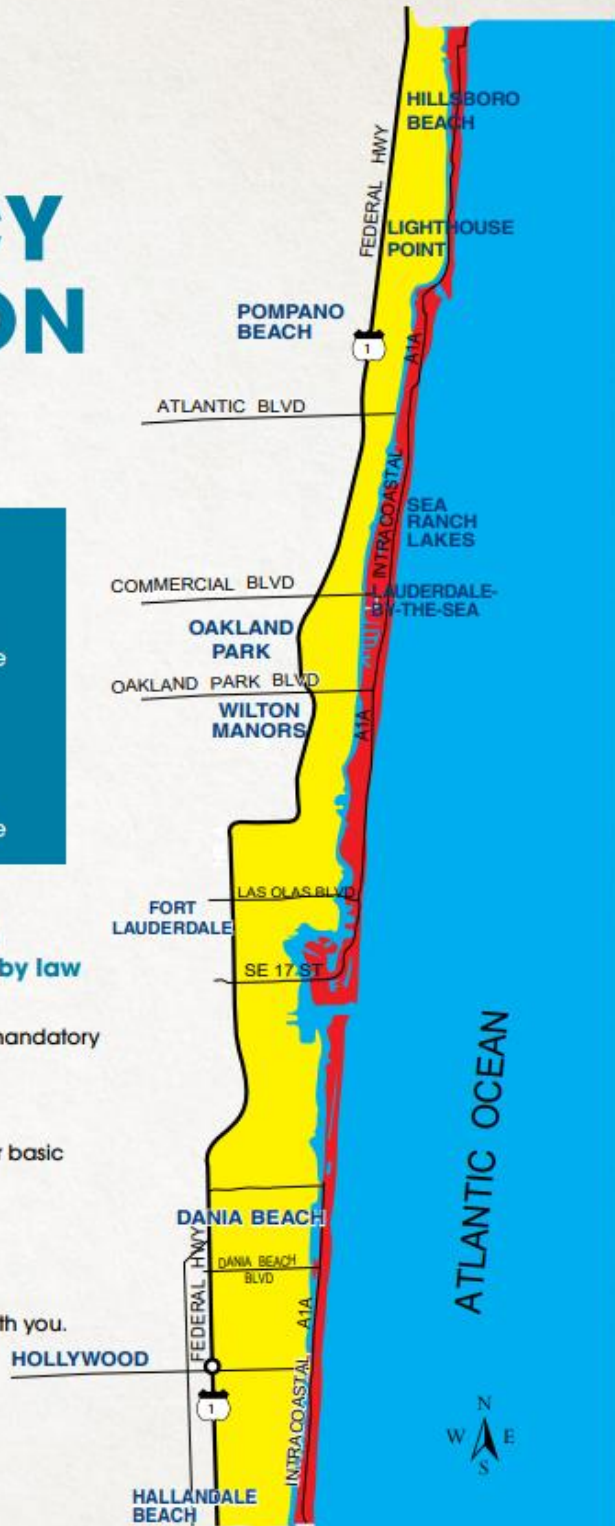 CY
ON
e
e
by law
mandatory
r basic
th you.
HILLSBORO
BEACH
FEDERAL HWY
LIGHTHOUSE
POINT
POMPANO
BEACH
1
A1A
ATLANTIC BLVD
INTRACOASTAL
SEA
RANCH
LAKES
COMMERCIAL BLVD
LAUDERDALE-
BY-THE-SEA
OAKLAND
PARK
OAKLAND PARK BLVD
WILTON
MANORS
A1A
LAS OLAS BLVD
FORT
LAUDERDALE
SE 17 ST
ATLANTIC OCEAN
DANIA BEACH
FEDERAL HWY
DANIA BEACH
BLVD
A1A
HOLLYWOOD
1
INTRACOASTAL
N
W E
S
HALLANDALE
BEACH